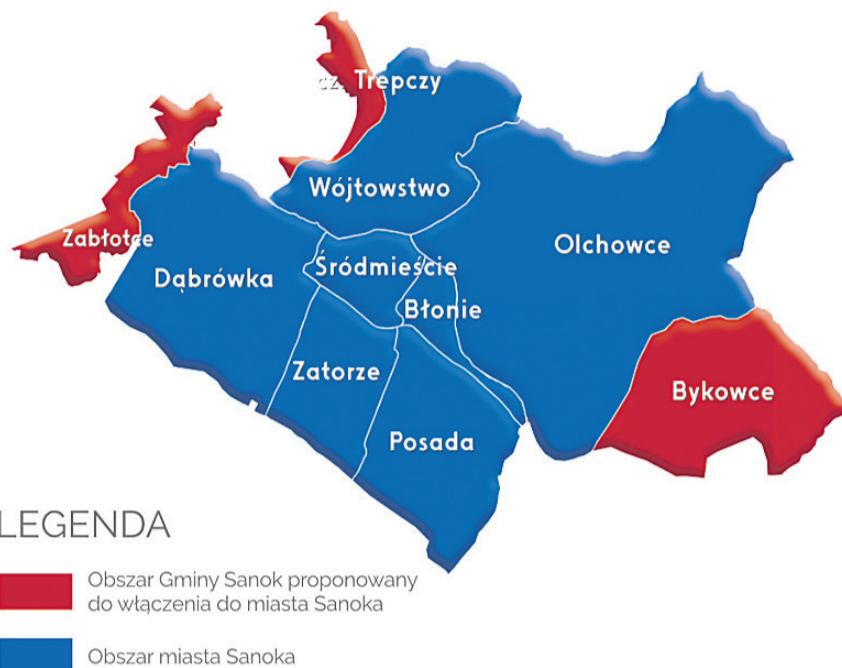 cz. Trepczy
Wójtowstwo
Zabłotce
Dąbrówka
Śródmieście
Olchowce
Błonie
Zatorze
Bykowce
Posada
LEGENDA
Obszar Gminy Sanok proponowany
do włączenia do miasta Sanoka
Obszar miasta Sanoka